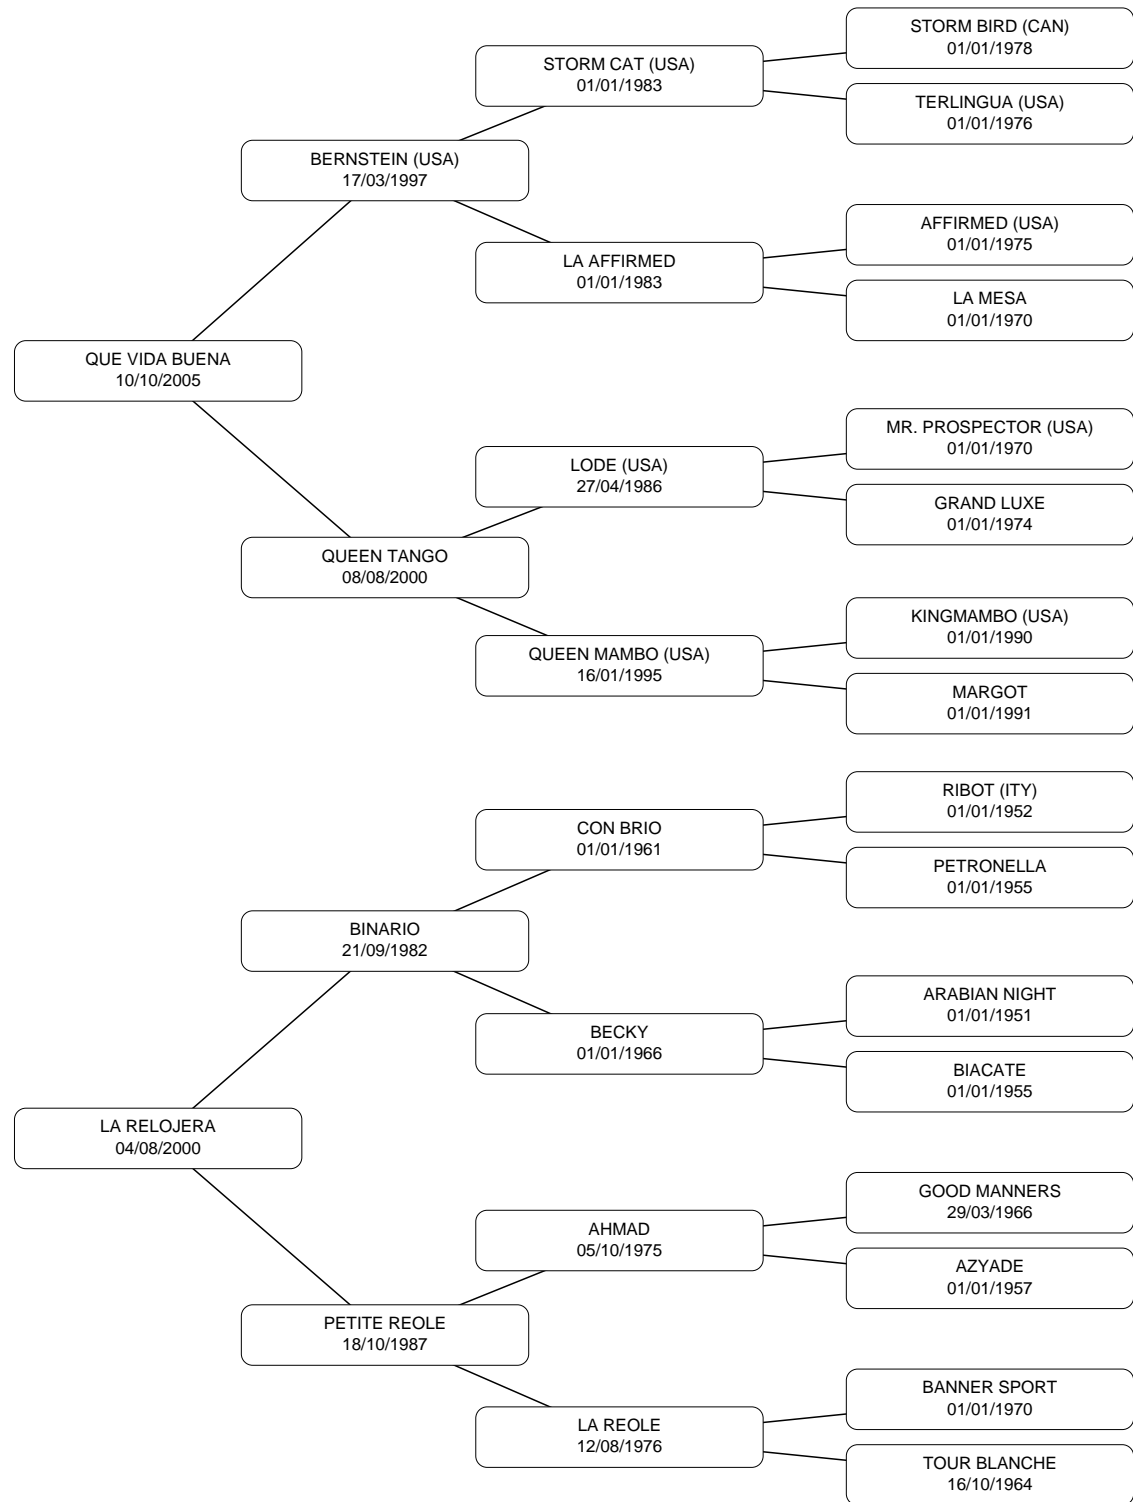 STORM BIRD (CAN)
01/01/1978
STORM CAT (USA)
01/01/1983
TERLINGUA (USA)
01/01/1976
BERNSTEIN (USA)
17/03/1997
AFFIRMED (USA)
01/01/1975
LA AFFIRMED
01/01/1983
LA MESA
01/01/1970
QUE VIDA BUENA
10/10/2005
MR. PROSPECTOR (USA)
01/01/1970
LODE (USA)
27/04/1986
GRAND LUXE
01/01/1974
QUEEN TANGO
08/08/2000
KINGMAMBO (USA)
01/01/1990
QUEEN MAMBO (USA)
16/01/1995
MARGOT
01/01/1991
RIBOT (ITY)
01/01/1952
CON BRIO
01/01/1961
PETRONELLA
01/01/1955
BINARIO
21/09/1982
ARABIAN NIGHT
01/01/1951
BECKY
01/01/1966
BIACATE
01/01/1955
LA RELOJERA
04/08/2000
GOOD MANNERS
29/03/1966
AHMAD
05/10/1975
AZYADE
01/01/1957
PETITE REOLE
18/10/1987
BANNER SPORT
01/01/1970
LA REOLE
12/08/1976
TOUR BLANCHE
16/10/1964